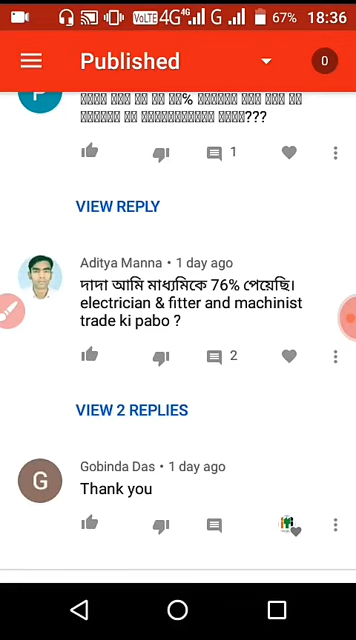 VoLTE 4G 4G G 67% 18:36
Published 0
%
???
1
VIEW REPLY
Aditya Manna • 1 day ago
দাদা আমি মাধ্যমিকে 76% পেয়েছি।
electrician & fitter and machinist
trade ki pabo ?
2
VIEW 2 REPLIES
G
Gobinda Das • 1 day ago
Thank you